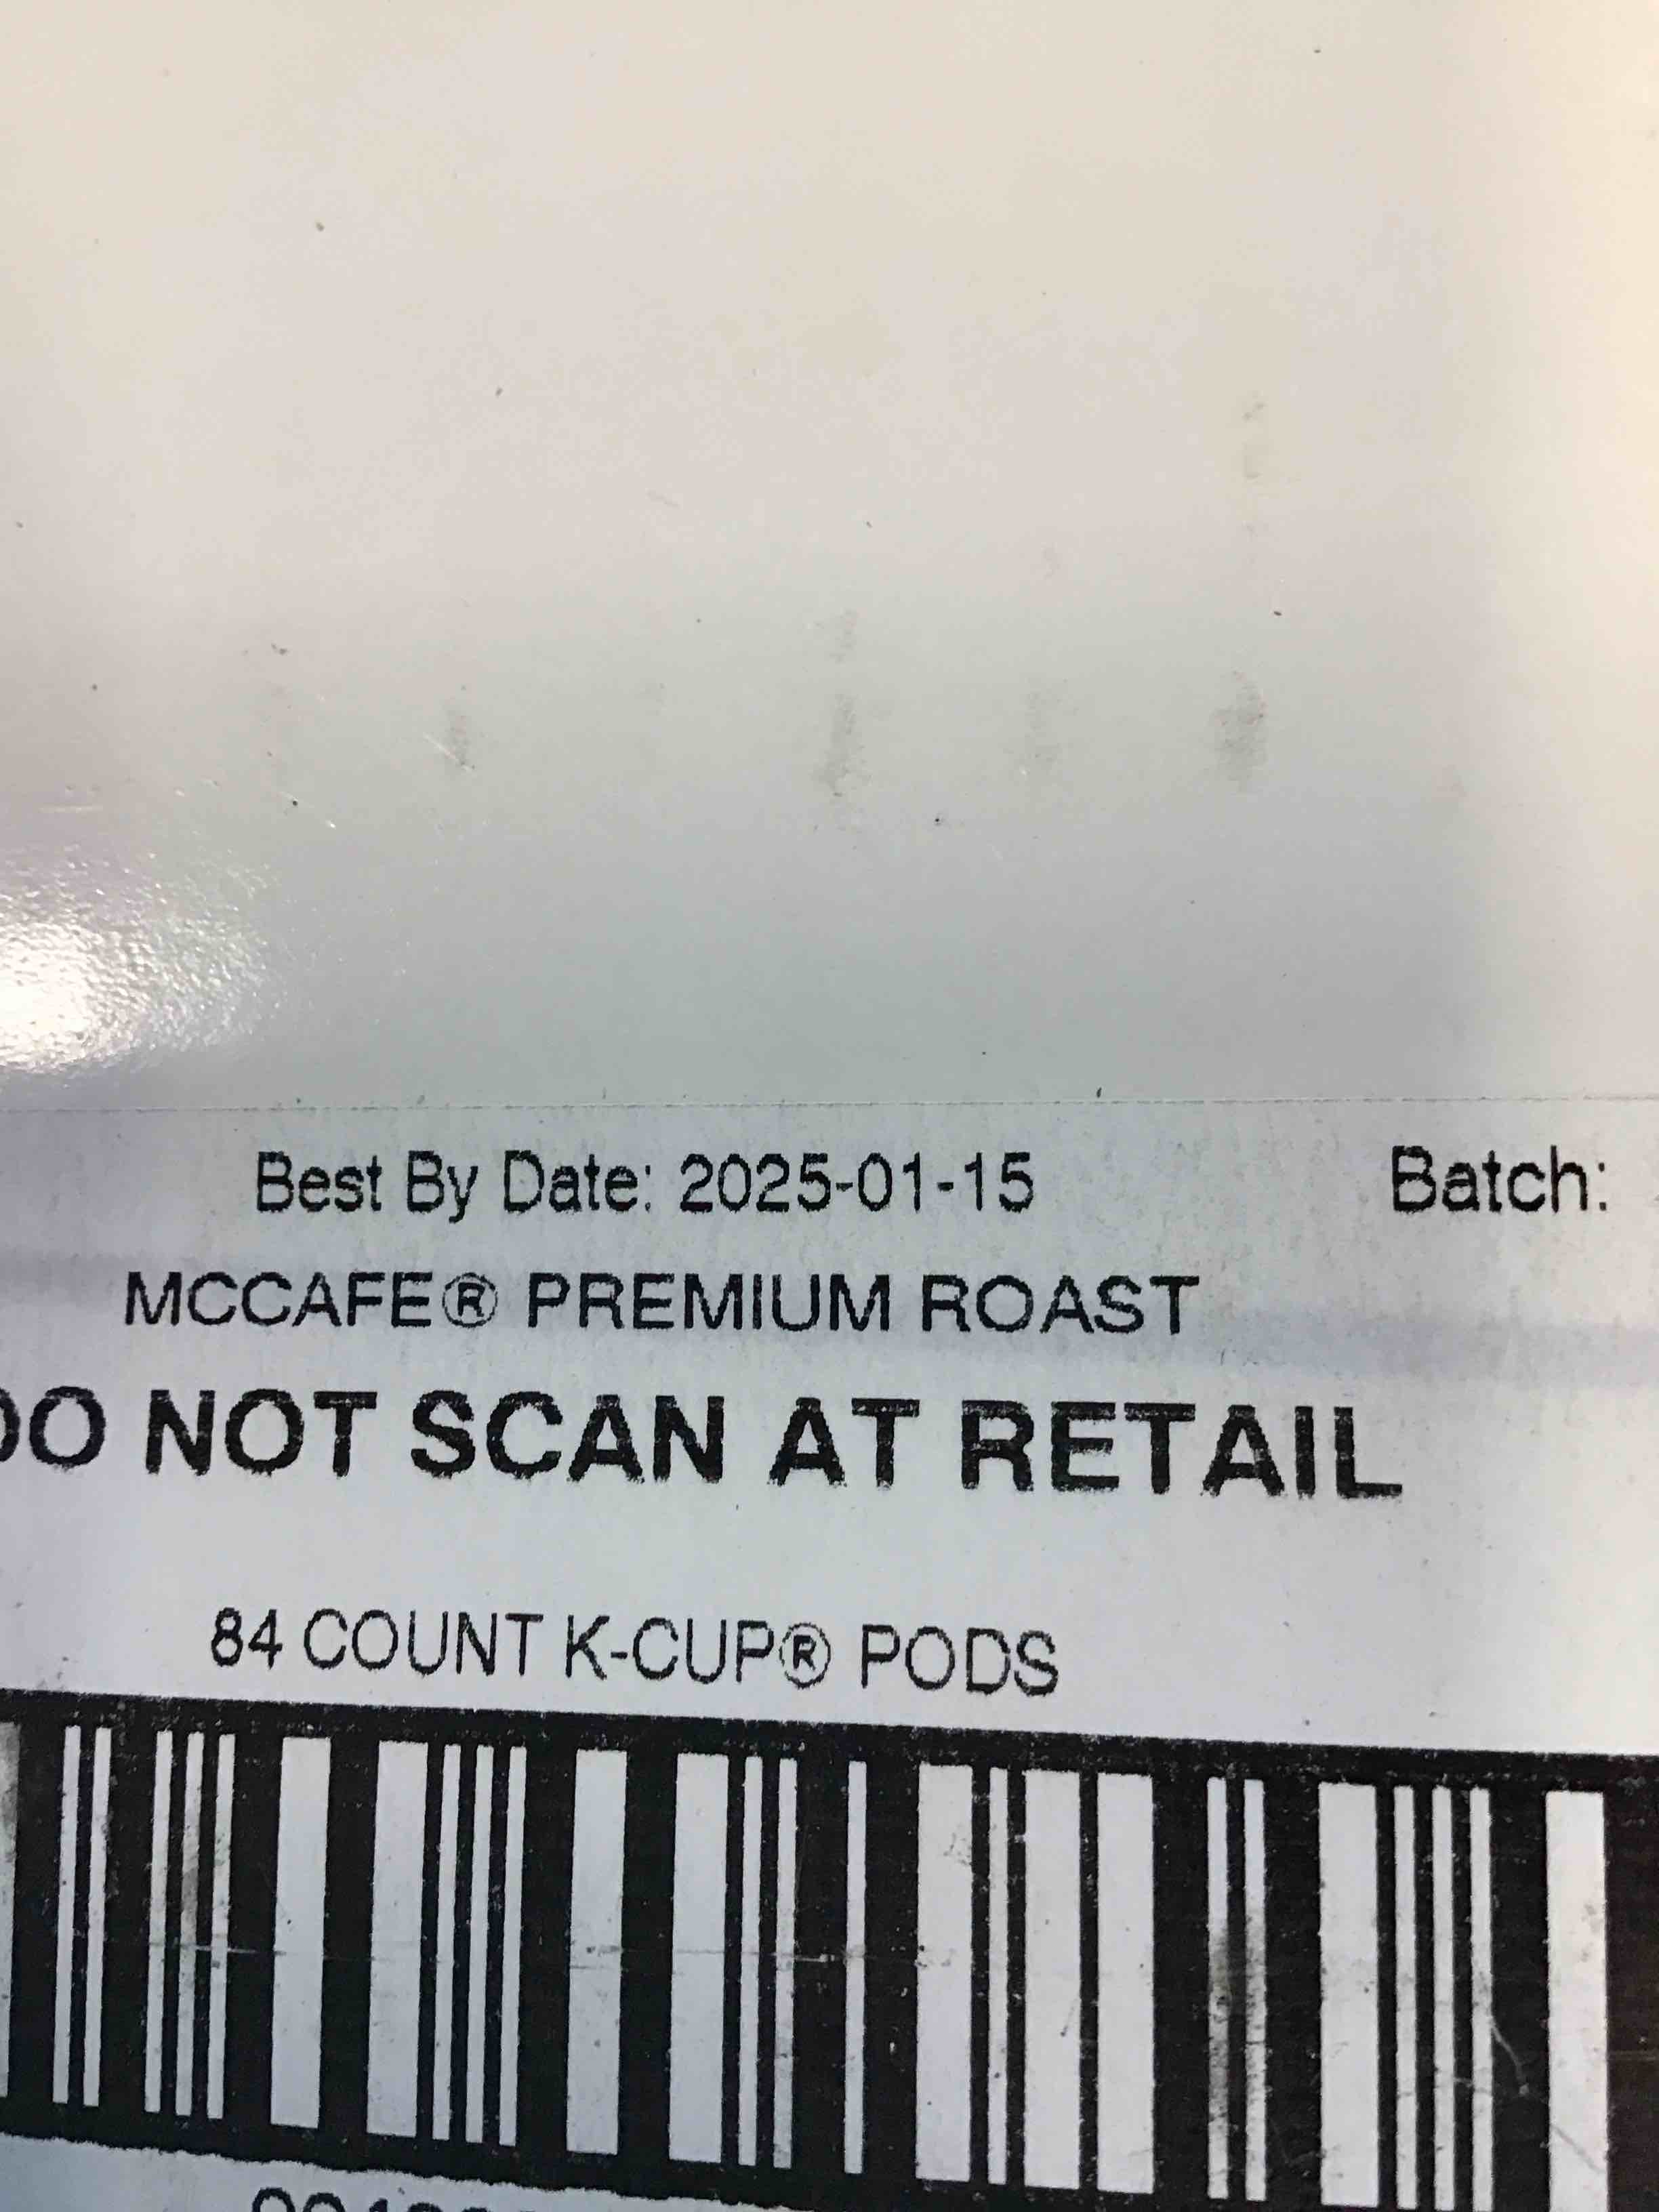 Best By Date: 2025-01-15 Batch:
MCCAFE® PREMIUM ROAST
DO NOT SCAN AT RETAIL
84 COUNT K-CUP® PODS